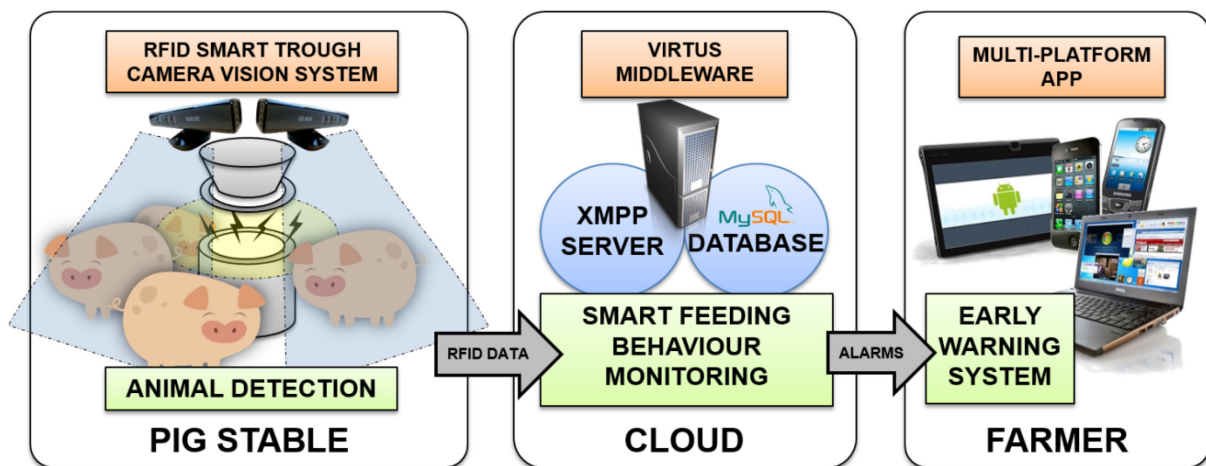 RFID SMART TROUGH
CAMERA VISION SYSTEM
ANIMAL DETECTION
PIG STABLE
RFID DATA
VIRTUS
MIDDLEWARE
XMPP
SERVER
MySQL
DATABASE
SMART FEEDING
BEHAVIOUR
MONITORING
CLOUD
ALARMS
MULTI-PLATFORM
APP
EARLY
WARNING
SYSTEM
FARMER